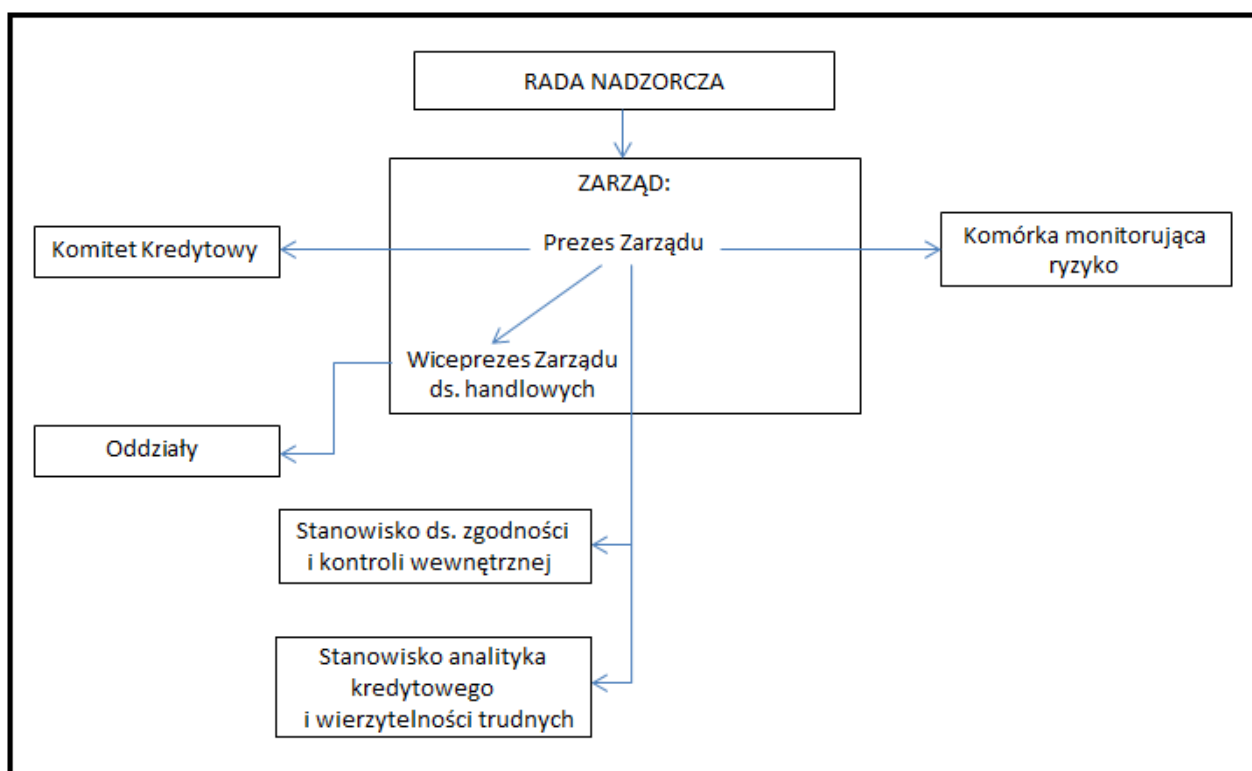 RADA NADZORCZA
ZARZĄD:
Prezes Zarządu
Komitet Kredytowy
Komórka monitorująca
ryzyko
Wiceprezes Zarządu
ds. handlowych
Oddziały
Stanowisko ds. zgodności
i kontroli wewnętrznej
Stanowisko analityka
kredytowego
i wierzytelności trudnych